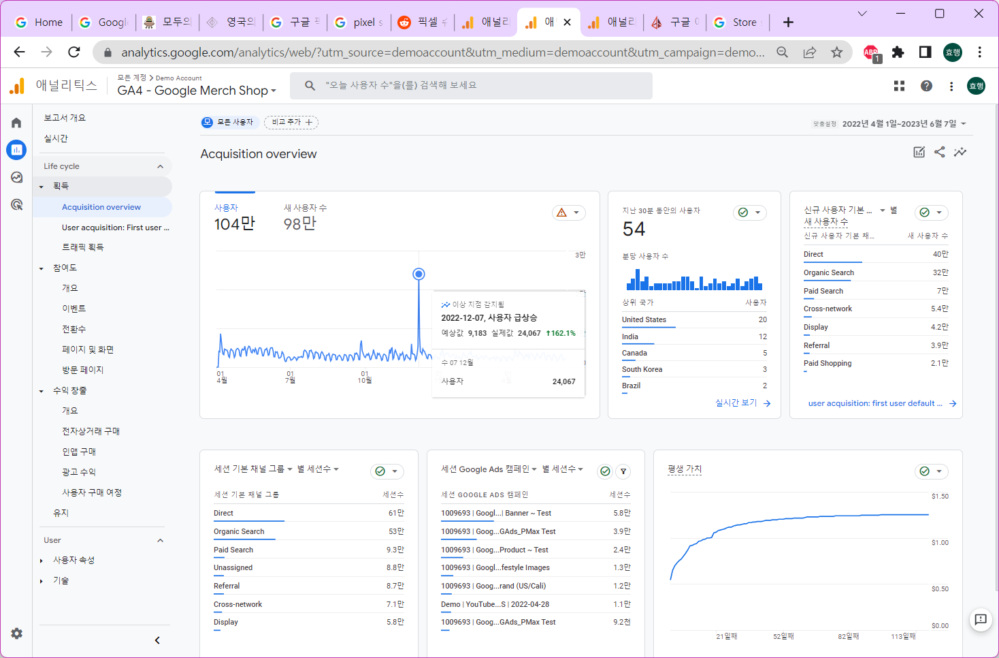 Home
Googl
모두의
영국의
구글
pixel s
픽셀
애널리
애
애널리
구글
Store
analytics.google.com/analytics/web/?utm_source=demoaccount&utm_medium=demoaccount&utm_campaign=demo...
ABP
1
효행
애널리틱스
모든 계정 > Demo Account
GA4 - Google Merch Shop
"오늘 사용자 수"을(를) 검색해 보세요
효행
보고서 개요
실시간
Life cycle
획득
Acquisition overview
User acquisition: First user ...
트래픽 획득
참여도
개요
이벤트
전환수
페이지 및 화면
방문 페이지
수익 창출
개요
전자상거래 구매
인앱 구매
광고 수익
사용자 구매 여정
유지
User
사용자 속성
기술
모 모든 사용자
비교 추가 +
맞춤설정 2022년 4월 1일~2023년 6월 7일
Acquisition overview
사용자
104만
새 사용자 수
98만
3만
01
4월
01
7월
01
10월
이상 지점 감지됨
2022-12-07, 사용자 급상승
예상값 9,183 실제값 24,067 ↑162.1%
수 07 12월
사용자 24,067
지난 30분 동안의 사용자
54
분당 사용자 수
상위 국가 사용자
United States 20
India 12
Canada 5
South Korea 3
Brazil 2
실시간 보기 →
신규 사용자 기본 ... 별
새 사용자 수
신규 사용자 기본 채... 새 사용자 수
Direct 40만
Organic Search 32만
Paid Search 7만
Cross-network 5.4만
Display 4.2만
Referral 3.9만
Paid Shopping 2.1만
user acquisition: first user default ... →
세션 기본 채널 그룹 별 세션수
세션 기본 채널 그룹 세션수
Direct 61만
Organic Search 53만
Paid Search 9.3만
Unassigned 8.8만
Referral 8.7만
Cross-network 7.1만
Display 5.8만
세션 Google Ads 캠페인 별 세션수
세션 GOOGLE ADS 캠페인 세션수
1009693 | Googl...| Banner ~ Test 5.8만
1009693 | Goog...GAds_PMax Test 3.9만
1009693 | Goog...Product ~ Test 2.4만
1009693 | Googl...festyle Images 1.3만
1009693 | Goog...rand (US/Cali) 1.2만
Demo | YouTube...S | 2022-04-28 1.1만
1009693 | Goog...GAds_PMax Test 9.2천
평생 가치
$1.50
$1.00
$0.50
$0.00
21일째
52일째
82일째
113일째